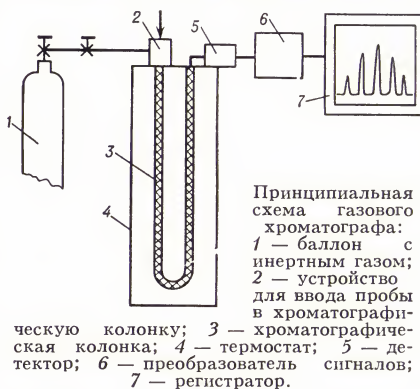 2
5
6
7
1
3
4
Принципиальная
схема газового
хроматографа:
1 — баллон с
инертным газом;
2 — устройство
для ввода пробы
в хроматографи-
ческую колонку; 3 — хроматографиче-
ская колонка; 4 — термостат; 5 — де-
тектор; 6 — преобразователь сигналов;
7 — регистратор.